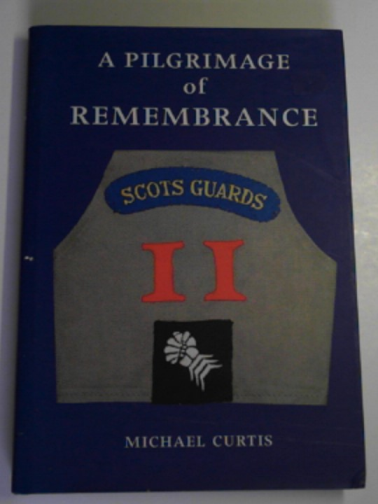 A PILGRIMAGE
of
REMEMBRANCE
SCOTS GUARDS
II
MICHAEL CURTIS